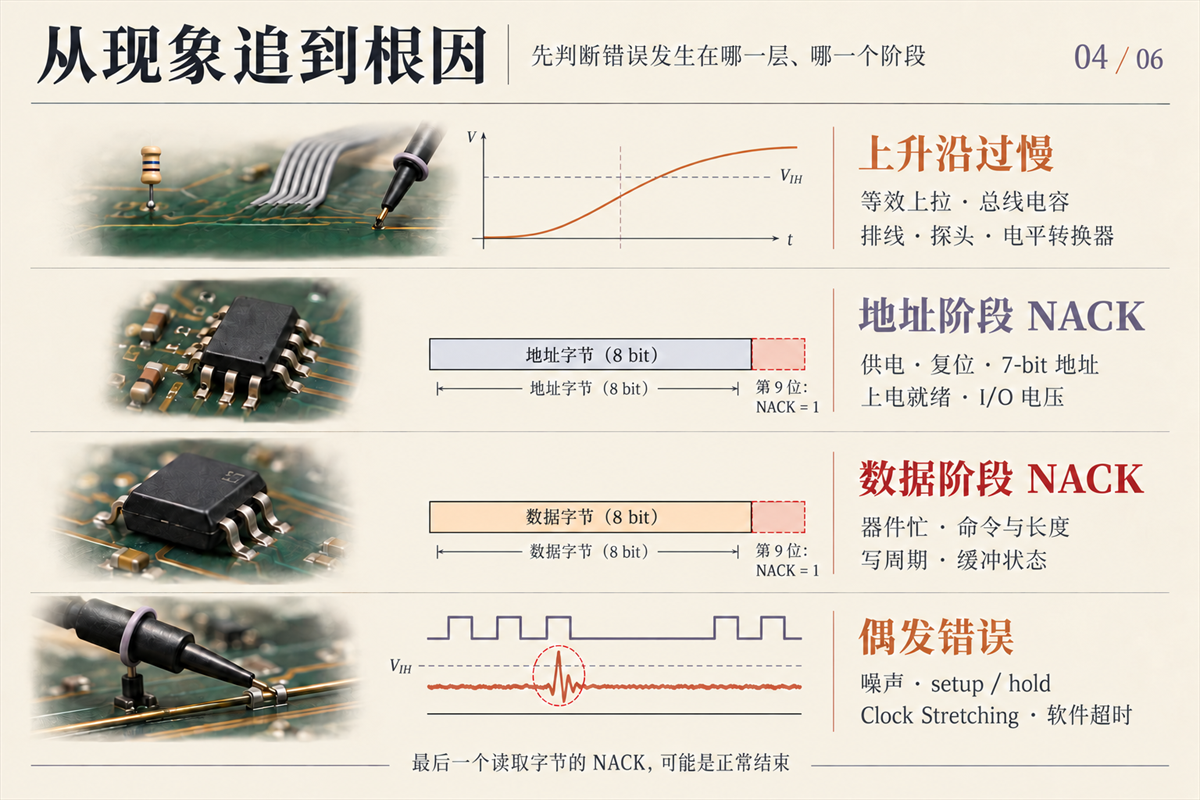 从现象追到根因
先判断错误发生在哪一层、哪一个阶段
04 / 06
V
V_IH
t
上升沿过慢
等效上拉 · 总线电容
排线 · 探头 · 电平转换器
地址字节（8 bit）
地址字节（8 bit）
第 9 位：
NACK = 1
地址阶段 NACK
供电 · 复位 · 7-bit 地址
上电就绪 · I/O 电压
数据字节（8 bit）
数据字节（8 bit）
第 9 位：
NACK = 1
数据阶段 NACK
器件忙 · 命令与长度
写周期 · 缓冲状态
V_IH
偶发错误
噪声 · setup / hold
Clock Stretching · 软件超时
最后一个读取字节的 NACK，可能是正常结束